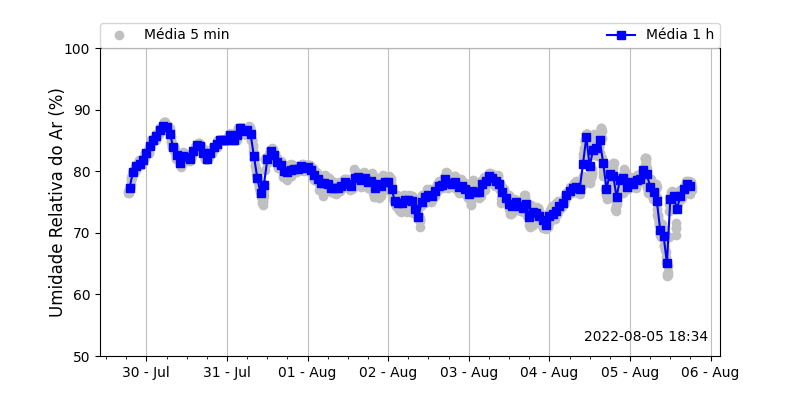 Média 5 min
Média 1 h
Umidade Relativa do Ar (%)
100
90
80
70
60
50
2022-08-05 18:34
30 - Jul
31 - Jul
01 - Aug
02 - Aug
03 - Aug
04 - Aug
05 - Aug
06 - Aug